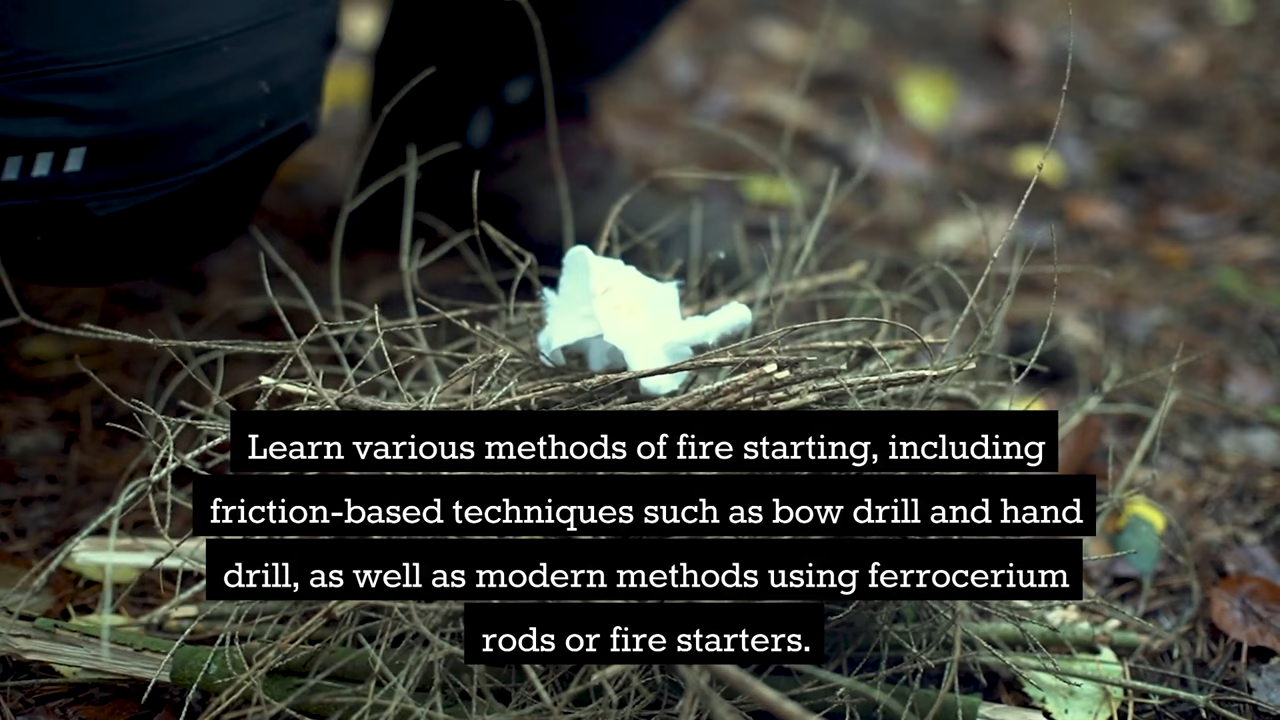 Learn various methods of fire starting, including
friction-based techniques such as bow drill and hand
drill, as well as modern methods using ferrocerium
rods or fire starters.